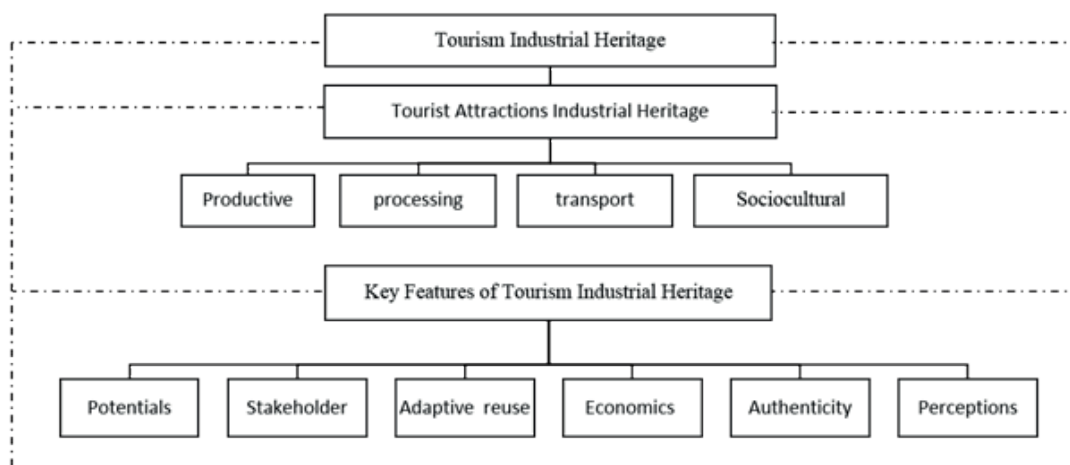 Tourism Industrial Heritage
Tourist Attractions Industrial Heritage
Productive
processing
transport
Sociocultural
Key Features of Tourism Industrial Heritage
Potentials
Stakeholder
Adaptive reuse
Economics
Authenticity
Perceptions